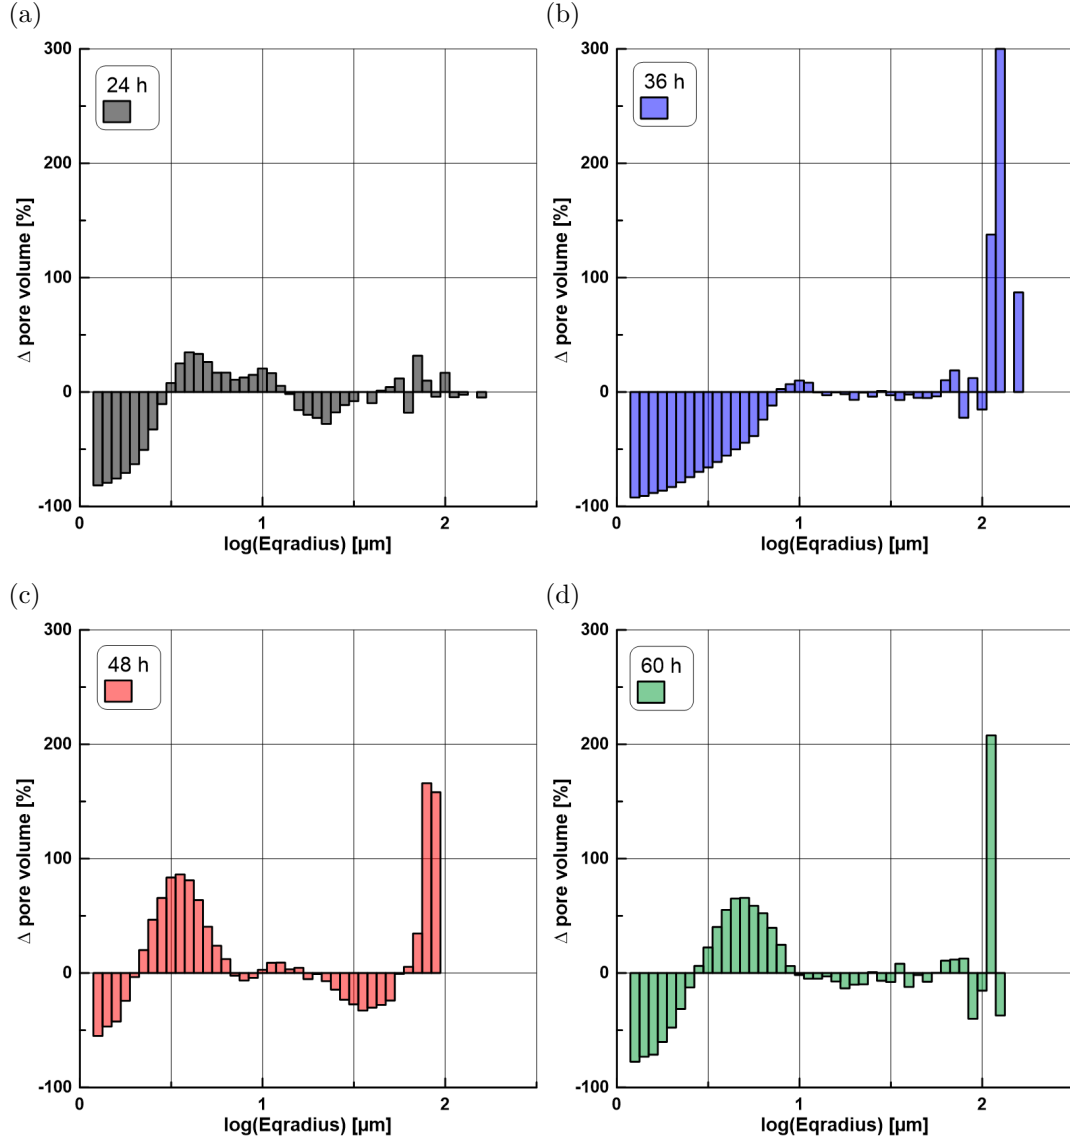 (a)
300
24 h
200
100
0
-100
0
1
2
Δ pore volume [%]
log(Eqradius) [µm]
(b)
300
36 h
200
100
0
-100
0
1
2
Δ pore volume [%]
log(Eqradius) [µm]
(c)
300
48 h
200
100
0
-100
0
1
2
Δ pore volume [%]
log(Eqradius) [µm]
(d)
300
60 h
200
100
0
-100
0
1
2
Δ pore volume [%]
log(Eqradius) [µm]